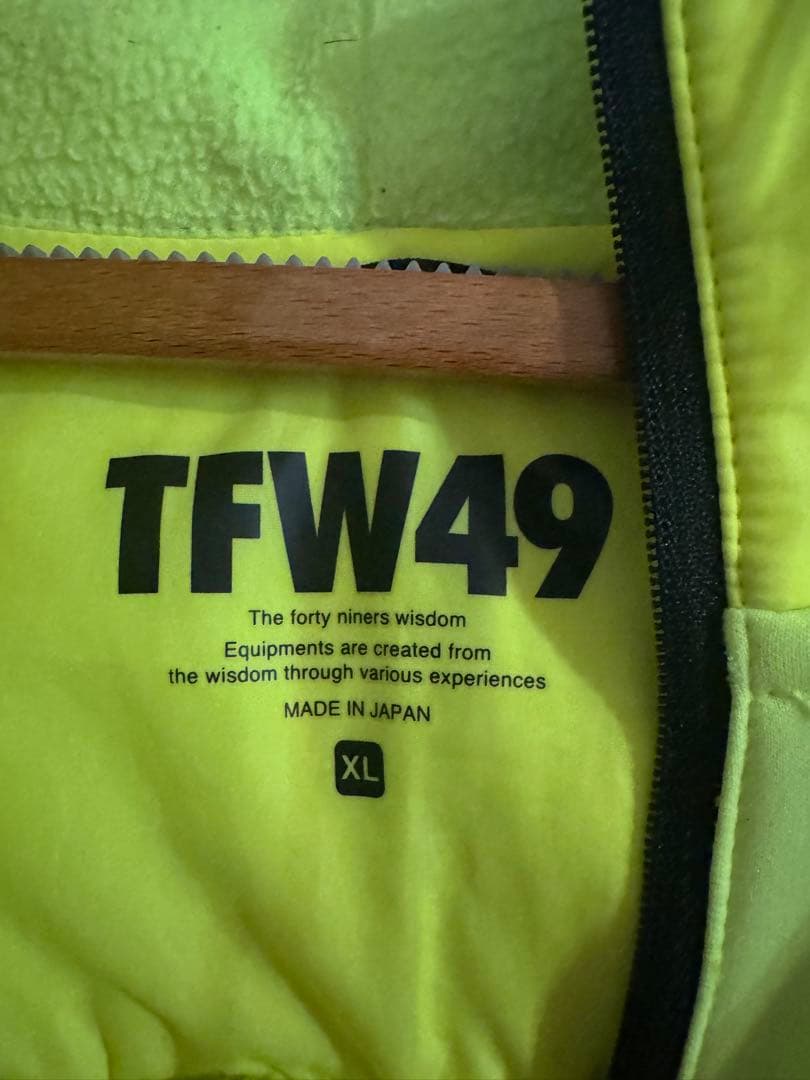 TFW49
The forty niners wisdom
Equipments are created from
the wisdom through various experiences
MADE IN JAPAN
XL